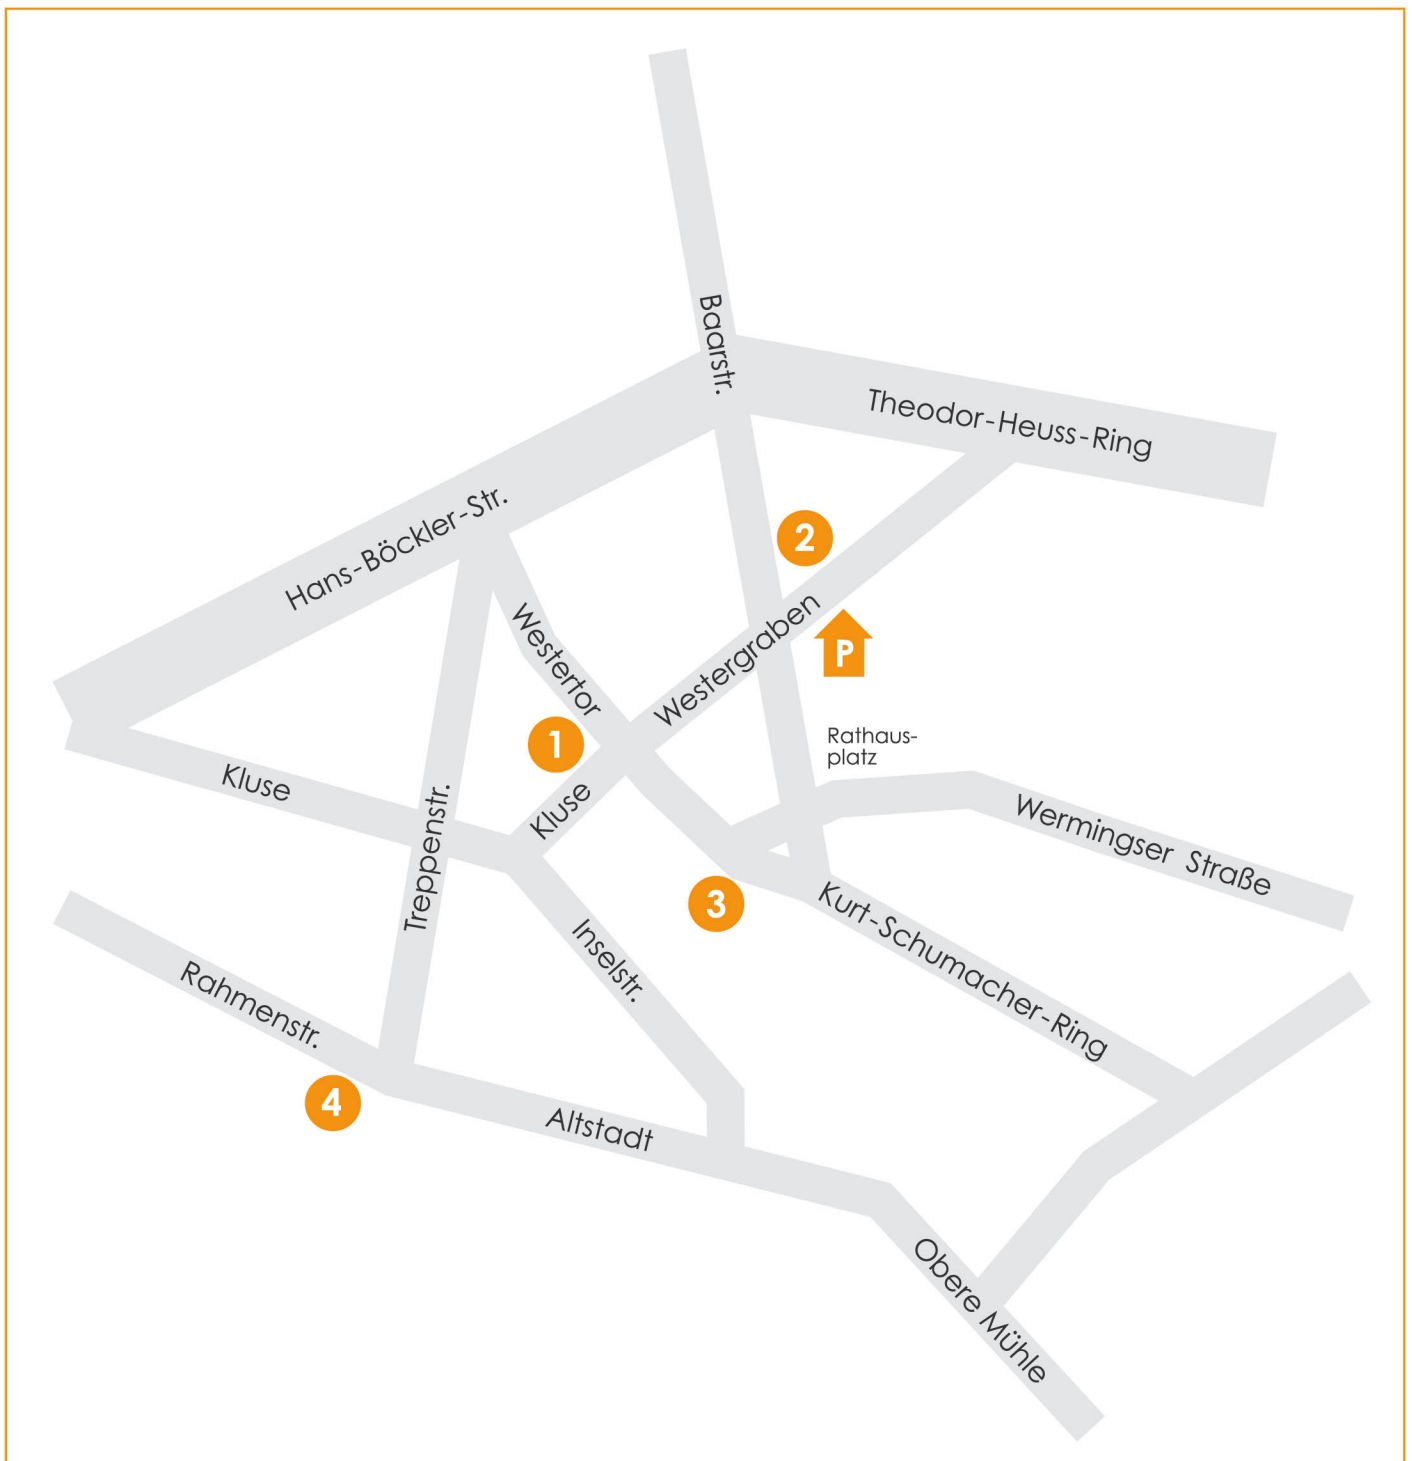 Baarstr.
Theodor-Heuss-Ring
Hans-Böckler-Str.
2
Westertor
Westergraben
P
1
Rathaus-
platz
Kluse
Kluse
Treppenstr.
Wermingser Straße
3
Kurt-Schumacher-Ring
Inselstr.
Rahmenstr.
4
Altstadt
Obere Mühle